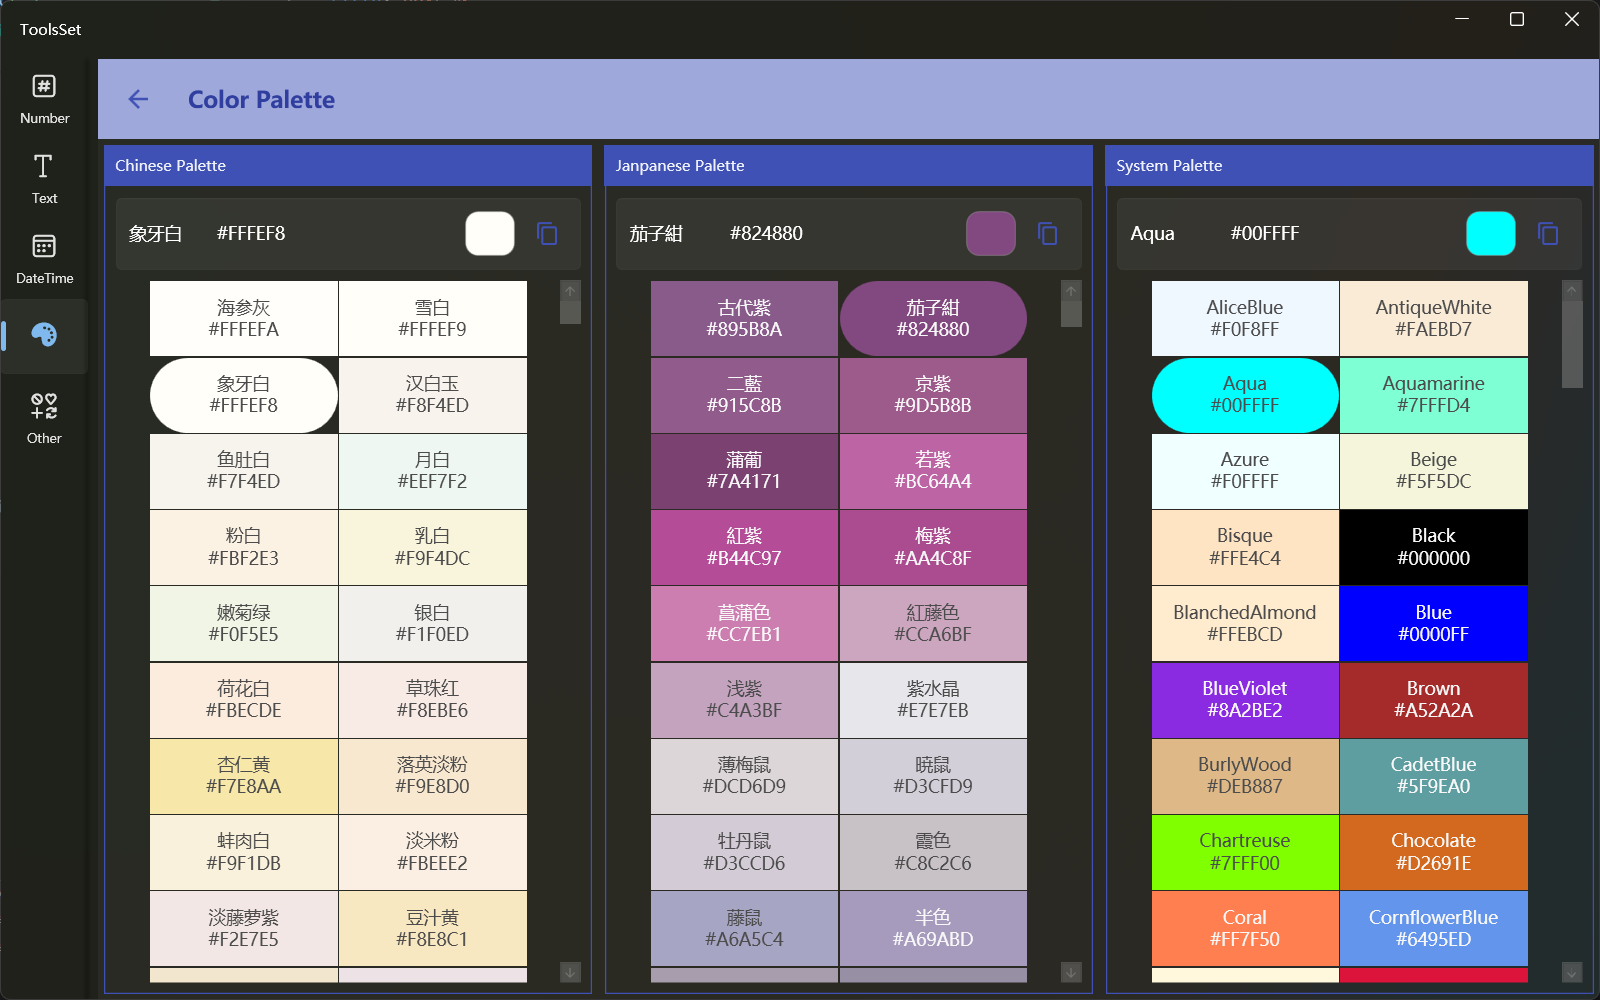 ToolsSet
Number
Text
DateTime
Other
Color Palette
Chinese Palette
象牙白 #FFFEF8
海参灰 雪白
#FFFEFA #FFFEF9
象牙白 汉白玉
#FFFEF8 #F8F4ED
鱼肚白 月白
#F7F4ED #EEF7F2
粉白 乳白
#FBF2E3 #F9F4DC
嫩菊绿 银白
#F0F5E5 #F1F0ED
荷花白 草珠红
#FBECDE #F8EBE6
杏仁黄 落英淡粉
#F7E8AA #F9E8D0
蚌肉白 淡米粉
#F9F1DB #FBEEE2
淡藤萝紫 豆汁黄
#F2E7E5 #F8E8C1
Janpanese Palette
茄子紺 #824880
古代紫 茄子紺
#895B8A #824880
二藍 京紫
#915C8B #9D5B8B
蒲葡 若紫
#7A4171 #BC64A4
紅紫 梅紫
#B44C97 #AA4C8F
菖蒲色 紅藤色
#CC7EB1 #CCA6BF
浅紫 紫水晶
#C4A3BF #E7E7EB
薄梅鼠 暁鼠
#DCD6D9 #D3CFD9
牡丹鼠 霞色
#D3CCD6 #C8C2C6
藤鼠 半色
#A6A5C4 #A69ABD
System Palette
Aqua #00FFFF
AliceBlue AntiqueWhite
#F0F8FF #FAEBD7
Aqua Aquamarine
#00FFFF #7FFFD4
Azure Beige
#F0FFFF #F5F5DC
Bisque Black
#FFE4C4 #000000
BlanchedAlmond Blue
#FFEBCD #0000FF
BlueViolet Brown
#8A2BE2 #A52A2A
BurlyWood CadetBlue
#DEB887 #5F9EA0
Chartreuse Chocolate
#7FFF00 #D2691E
Coral CornflowerBlue
#FF7F50 #6495ED